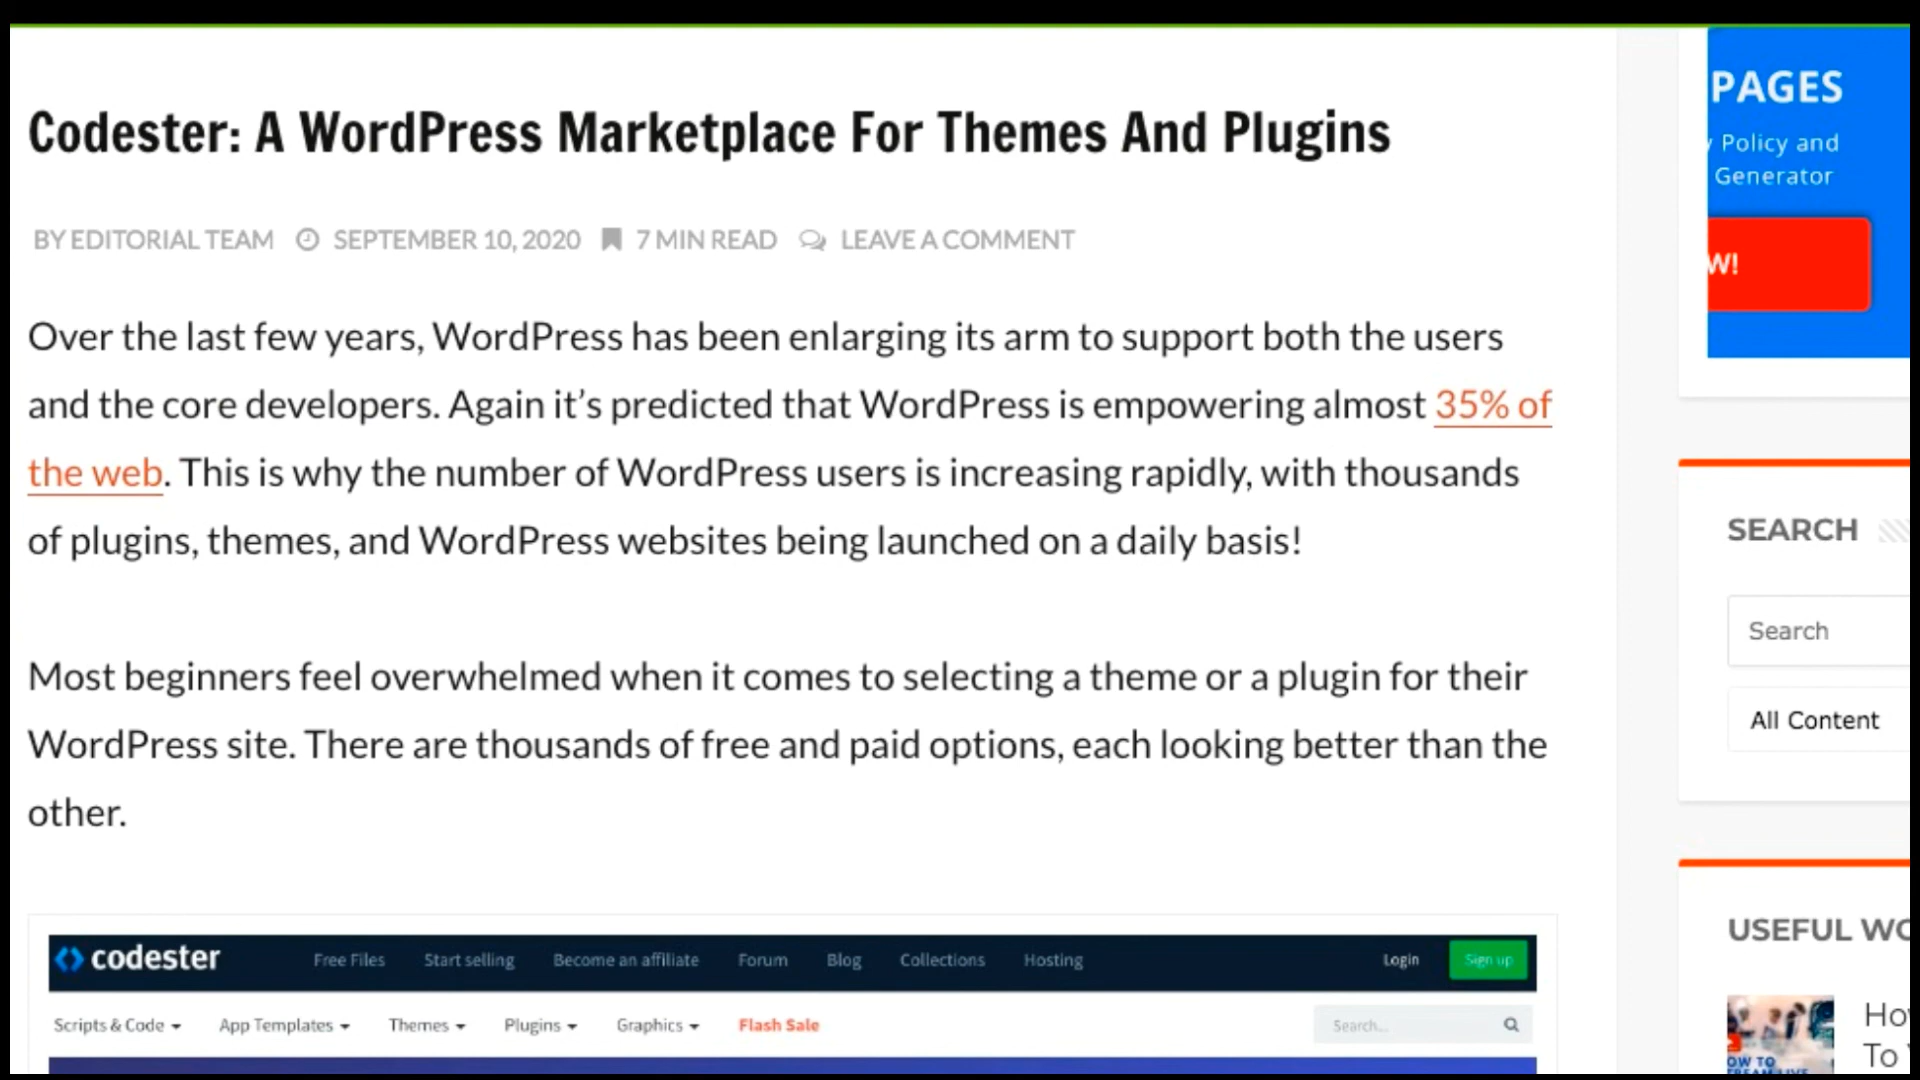 Codester: A WordPress Marketplace For Themes And Plugins
BY EDITORIAL TEAM SEPTEMBER 10, 2020 7 MIN READ LEAVE A COMMENT
Over the last few years, WordPress has been enlarging its arm to support both the users
and the core developers. Again it’s predicted that WordPress is empowering almost 35% of
the web. This is why the number of WordPress users is increasing rapidly, with thousands
of plugins, themes, and WordPress websites being launched on a daily basis!
Most beginners feel overwhelmed when it comes to selecting a theme or a plugin for their
WordPress site. There are thousands of free and paid options, each looking better than the
other.
codester Free Files Start selling Become an affiliate Forum Blog Collections Hosting Login Sign up
Scripts & Code App Templates Themes Plugins Graphics Flash Sale Search...
PAGES
Policy and
Generator
W!
SEARCH
Search
All Content
USEFUL WO
How
To
OW TO